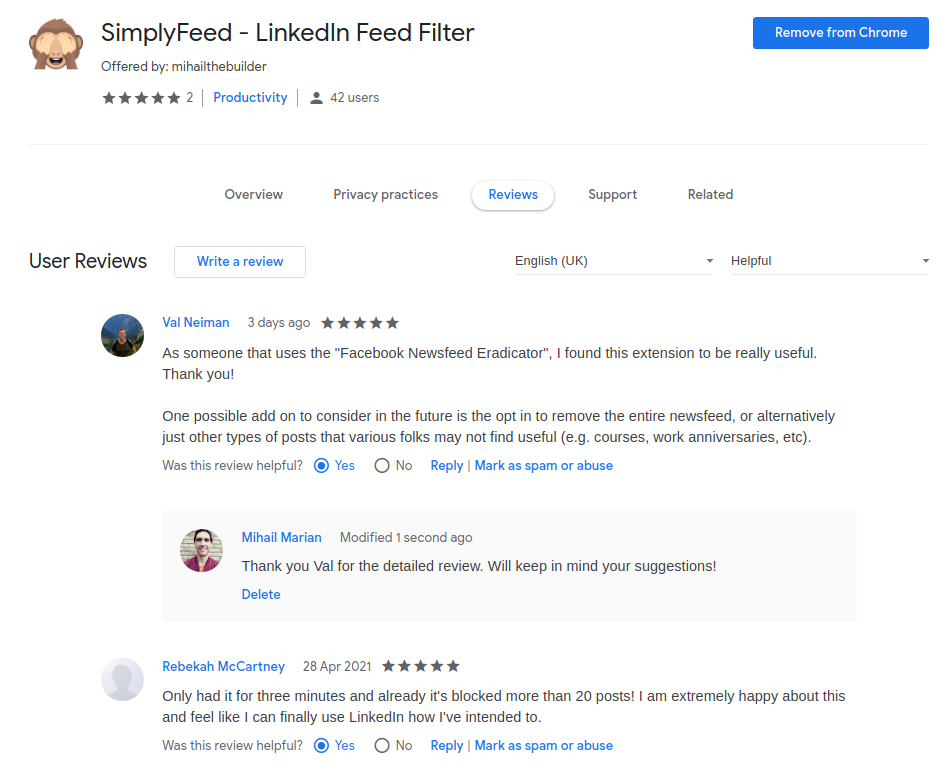 SimplyFeed - LinkedIn Feed Filter
Remove from Chrome
Offered by: mihailthebuilder
2 Productivity 42 users
Overview Privacy practices Reviews Support Related
User Reviews Write a review English (UK) Helpful
Val Neiman 3 days ago
As someone that uses the "Facebook Newsfeed Eradicator", I found this extension to be really useful.
Thank you!
One possible add on to consider in the future is the opt in to remove the entire newsfeed, or alternatively
just other types of posts that various folks may not find useful (e.g. courses, work anniversaries, etc).
Was this review helpful? Yes No Reply | Mark as spam or abuse
Mihail Marian Modified 1 second ago
Thank you Val for the detailed review. Will keep in mind your suggestions!
Delete
Rebekah McCartney 28 Apr 2021
Only had it for three minutes and already it's blocked more than 20 posts! I am extremely happy about this
and feel like I can finally use LinkedIn how I've intended to.
Was this review helpful? Yes No Reply | Mark as spam or abuse